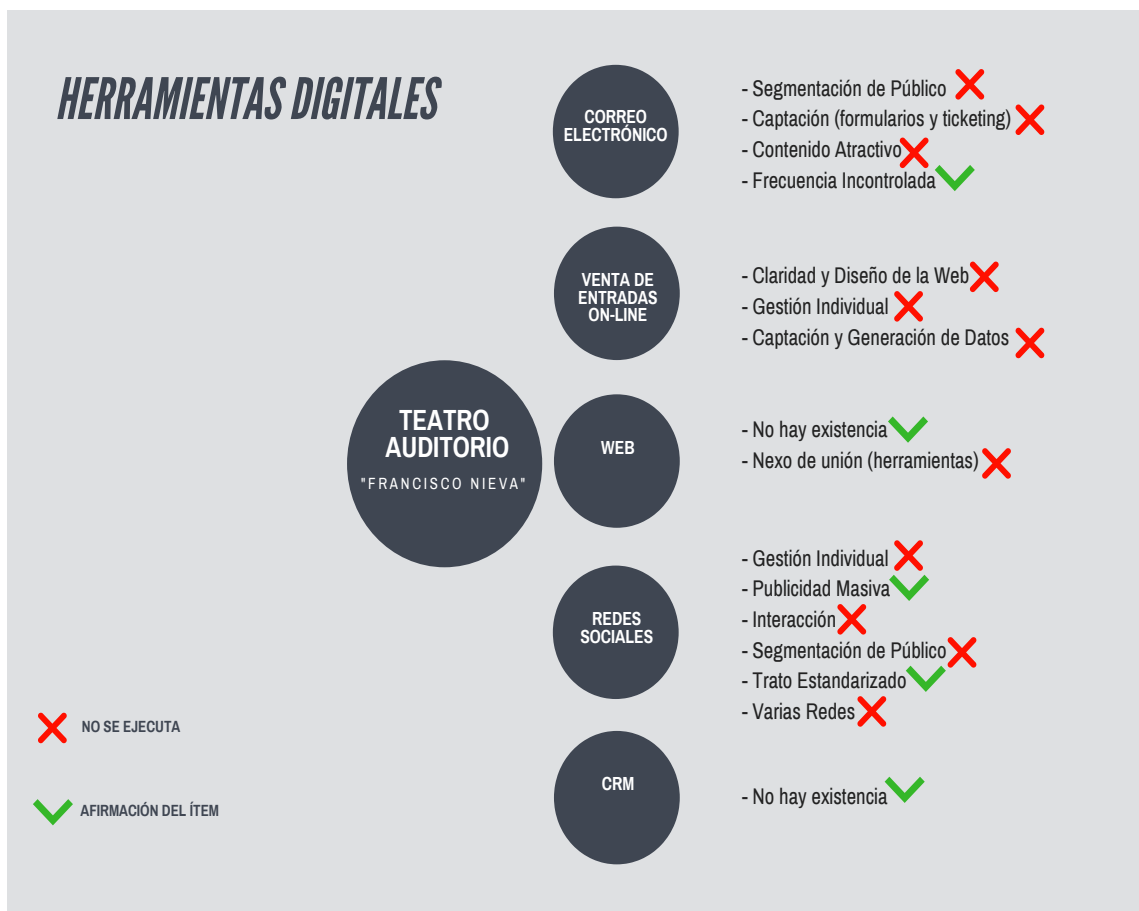 HERRAMIENTAS DIGITALES
CORREO
ELECTRÓNICO
- Segmentación de Público
- Captación (formularios y ticketing)
- Contenido Atractivo
- Frecuencia Incontrolada
VENTA DE
ENTRADAS
ON-LINE
- Claridad y Diseño de la Web
- Gestión Individual
- Captación y Generación de Datos
TEATRO
AUDITORIO
"FRANCISCO NIEVA"
WEB
- No hay existencia
- Nexo de unión (herramientas)
REDES
SOCIALES
- Gestión Individual
- Publicidad Masiva
- Interacción
- Segmentación de Público
- Trato Estandarizado
- Varias Redes
NO SE EJECUTA
AFIRMACIÓN DEL ÍTEM
CRM
- No hay existencia